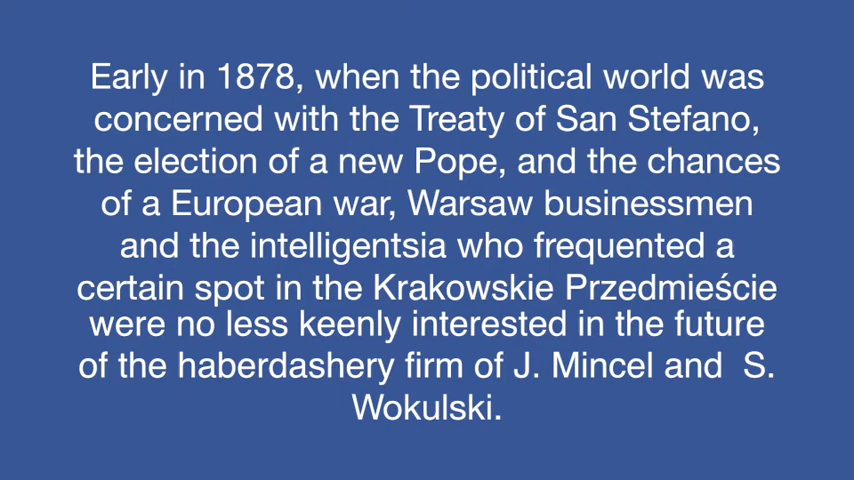 Early in 1878, when the political world was
concerned with the Treaty of San Stefano,
the election of a new Pope, and the chances
of a European war, Warsaw businessmen
and the intelligentsia who frequented a
certain spot in the Krakowskie Przedmieście
were no less keenly interested in the future
of the haberdashery firm of J. Mincel and  S.
Wokulski.